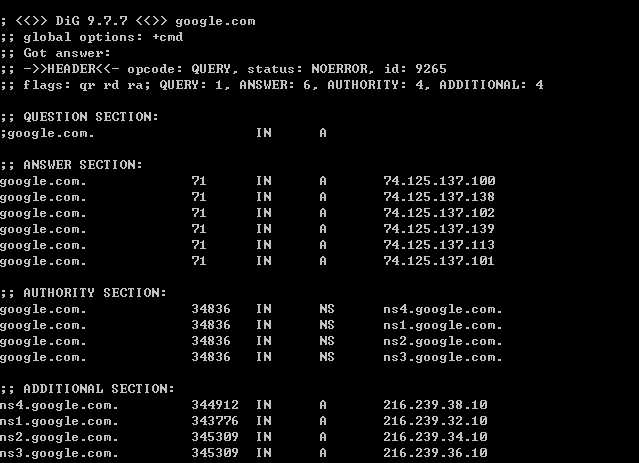 ; <<>> DiG 9.7.7 <<>> google.com
;; global options: +cmd
;; Got answer:
;; ->>HEADER<<- opcode: QUERY, status: NOERROR, id: 9265
;; flags: qr rd ra; QUERY: 1, ANSWER: 6, AUTHORITY: 4, ADDITIONAL: 4
;; QUESTION SECTION:
;google.com. IN A
;; ANSWER SECTION:
google.com. 71 IN A 74.125.137.100
google.com. 71 IN A 74.125.137.138
google.com. 71 IN A 74.125.137.102
google.com. 71 IN A 74.125.137.139
google.com. 71 IN A 74.125.137.113
google.com. 71 IN A 74.125.137.101
;; AUTHORITY SECTION:
google.com. 34836 IN NS ns4.google.com.
google.com. 34836 IN NS ns1.google.com.
google.com. 34836 IN NS ns2.google.com.
google.com. 34836 IN NS ns3.google.com.
;; ADDITIONAL SECTION:
ns4.google.com. 344912 IN A 216.239.38.10
ns1.google.com. 343776 IN A 216.239.32.10
ns2.google.com. 345309 IN A 216.239.34.10
ns3.google.com. 345309 IN A 216.239.36.10